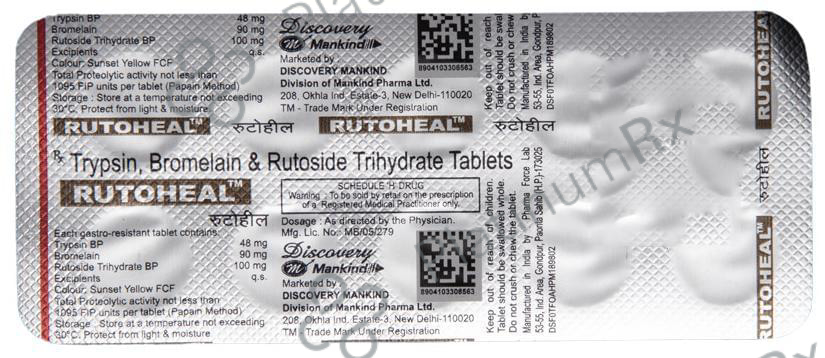 Trypsin BP 48 mg
Bromelain 90 mg
Rutoside Trihydrate BP 100 mg
Excipients q.s.
Colour: Sunset Yellow FCF
Total Proteolytic activity not less than
1095 FIP units per tablet (Papain Method)
Storage : Store at a temperature not exceeding
30°C. Protect from light & moisture.
Discovery
Mankind
Marketed by :
DISCOVERY MANKIND
Division of Mankind Pharma Ltd.
208, Okhla Ind. Estate-3, New Delhi-110020
TM - Trade Mark Under Registration
8904103308563
Keep out of reach
Tablet should be swal
Do not crush or chew
Manufactured in India by
53-55, Ind. Area, Gondpur, P
DSF0TFOAHPM189802
RUTOHEAL™
RUTOHEAL™ रुटोहील RUTOHEAL™ रुटोहील
Rx Trypsin, Bromelain & Rutoside Trihydrate Tablets
RUTOHEAL™
रुटोहील
SCHEDULE 'H' DRUG
Warning : To be sold by retail on the prescription
of a Registered Medical Practitioner only.
Dosage : As directed by the Physician.
Mfg. Lic. No.: MB/05/279
Each gastro-resistant tablet contains:
Trypsin BP 48 mg
Bromelain 90 mg
Rutoside Trihydrate BP 100 mg
Excipients q.s.
Colour: Sunset Yellow FCF
Total Proteolytic activity not less than
1095 FIP units per tablet (Papain Method)
Storage : Store at a temperature not exceeding
30°C. Protect from light & moisture
Discovery
Mankind
Marketed by :
DISCOVERY MANKIND
Division of Mankind Pharma Ltd.
208, Okhla Ind. Estate-3, New Delhi-110020
TM - Trade Mark Under Registration
8904103308563
Keep out of reach of children.
Tablet should be swallowed whole.
Do not crush or chew the tablet.
Manufactured in India by Pharma Force Lab
53-55, Ind. Area, Gondpur, Paonta Sahib (H.P.)-173025
DSF0TFOAHPM189802
रुटोहील
RUTOHEAL™